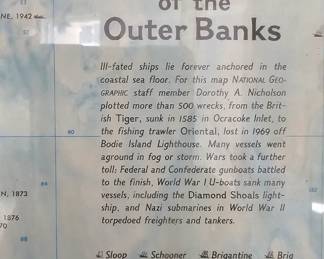 of the
Outer Banks
NE, 1942
Ill-fated ships lie forever anchored in the
coastal sea floor. For this map NATIONAL GEO-
GRAPHIC staff member Dorothy A. Nicholson
plotted more than 500 wrecks, from the Brit-
ish Tiger, sunk in 1585 in Ocracoke Inlet, to
the fishing trawler Oriental, lost in 1969 off
Bodie Island Lighthouse. Many vessels went
aground in fog or storm. Wars took a further
toll: Federal and Confederate gunboats battled
to the finish, World War I U-boats sank many
vessels, including the Diamond Shoals light-
ship, and Nazi submarines in World War II
torpedoed freighters and tankers.
60
84
N, 1873
1876
70
88
Sloop Schooner Brigantine Brig